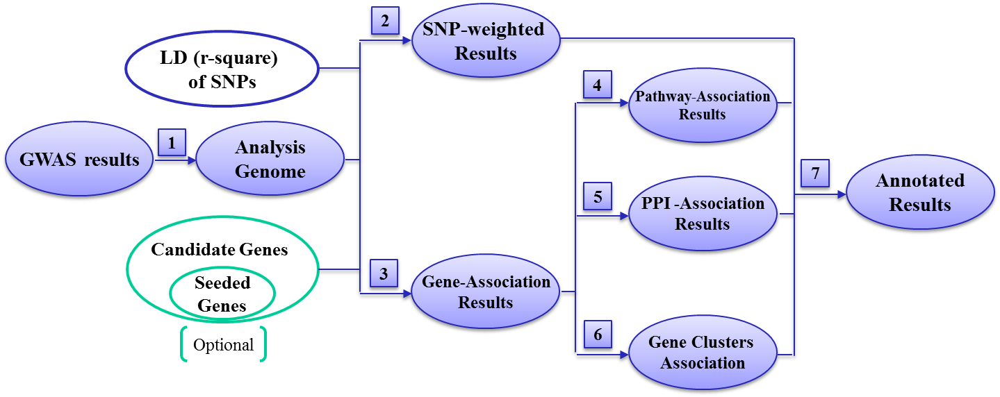 LD (r-square)
of SNPs
GWAS results
1
Analysis
Genome
Candidate Genes
Seeded
Genes
Optional
2
SNP-weighted
Results
3
Gene-Association
Results
4
Pathway-Association
Results
5
PPI -Association
Results
6
Gene Clusters
Association
7
Annotated
Results